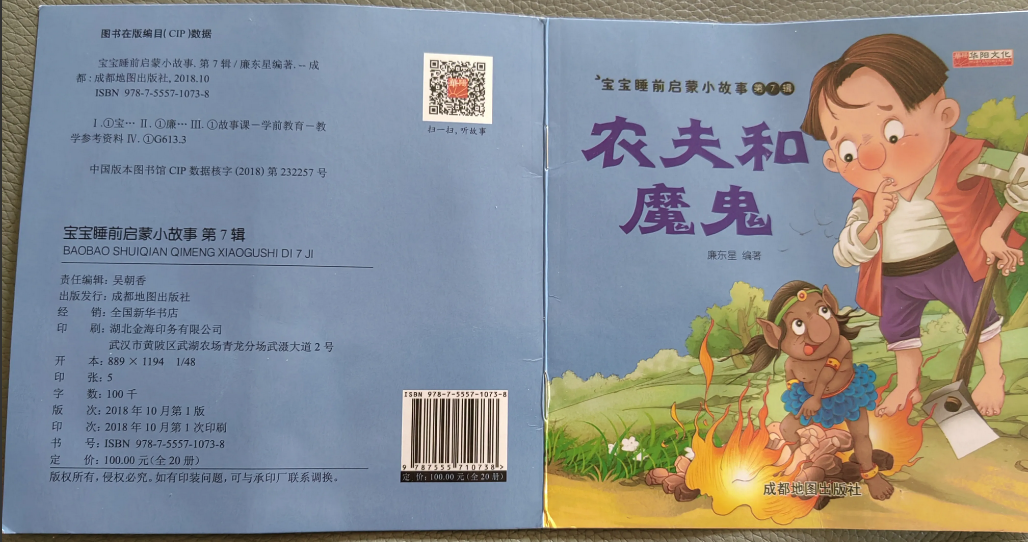 图书在版编目(CIP)数据
宝宝睡前启蒙小故事. 第7辑/廉东星编著. -- 成
都:成都地图出版社, 2018.10
ISBN 978-7-5557-1073-8
Ⅰ.①宝… Ⅱ.①廉… Ⅲ.①故事课－学前教育－教
学参考资料 Ⅳ.①G613.3
中国版本图书馆CIP数据核字(2018)第232257号
扫一扫,听故事
宝宝睡前启蒙小故事 第7辑
BAOBAO SHUIQIAN QIMENG XIAOGUSHI DI 7 JI
责任编辑:吴朝香
出版发行:成都地图出版社
经 销:全国新华书店
印 刷:湖北金海印务有限公司
武汉市黄陂区武湖农场青龙分场武滠大道2号
开 本:889 × 1194 1/48
印 张:5
字 数:100千
版 次:2018年10月第1版
印 次:2018年10月第1次印刷
书 号:ISBN 978-7-5557-1073-8
定 价:100.00元(全20册)
版权所有,侵权必究。如有印装质量问题,可与承印厂联系调换。
ISBN 978-7-5557-1073-8
9 787555 710738 >
定 价:100.00元(全20册)
华阳文化
宝宝睡前启蒙小故事 第7辑
农夫和
魔鬼
廉东星 编著
成都地图出版社